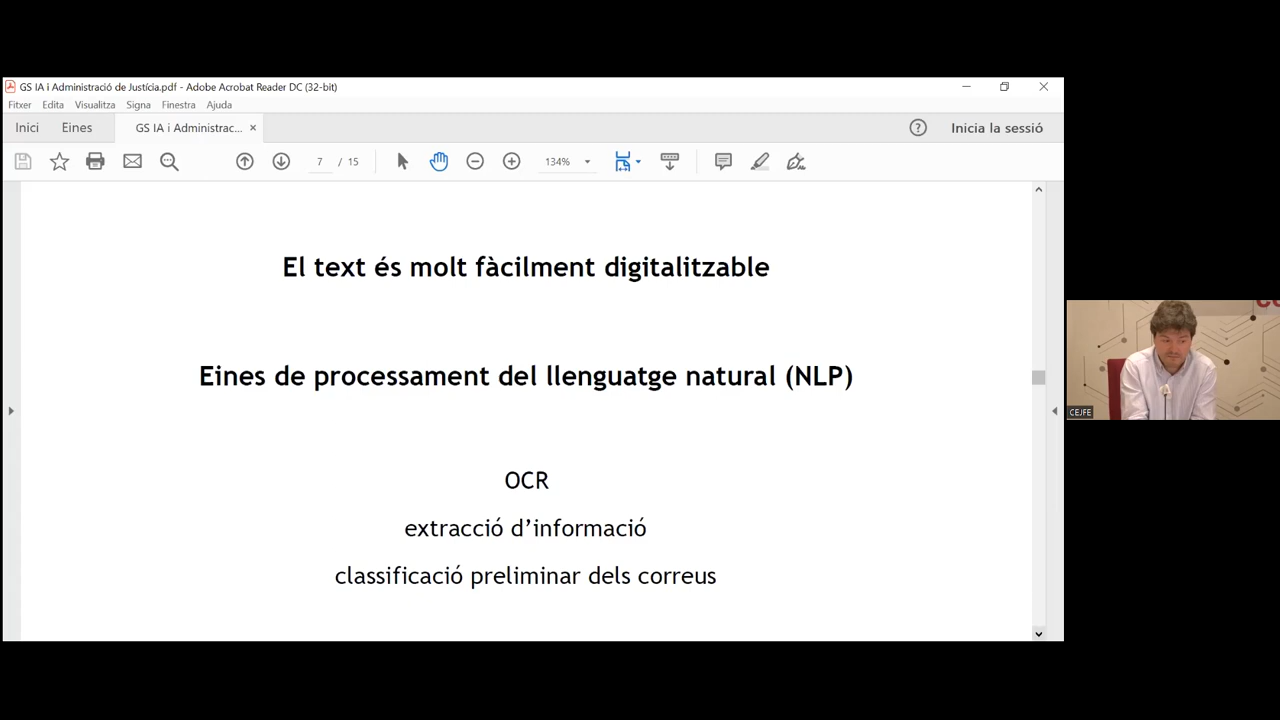 GS IA i Administració de Justícia.pdf - Adobe Acrobat Reader DC (32-bit)
Fitxer Edita Visualitza Signa Finestra Ajuda
Inici Eines GS IA i Administrac... × Inicia la sessió
7 / 15 134%
El text és molt fàcilment digitalitzable
Eines de processament del llenguatge natural (NLP)
OCR
extracció d’informació
classificació preliminar dels correus
CEJFE